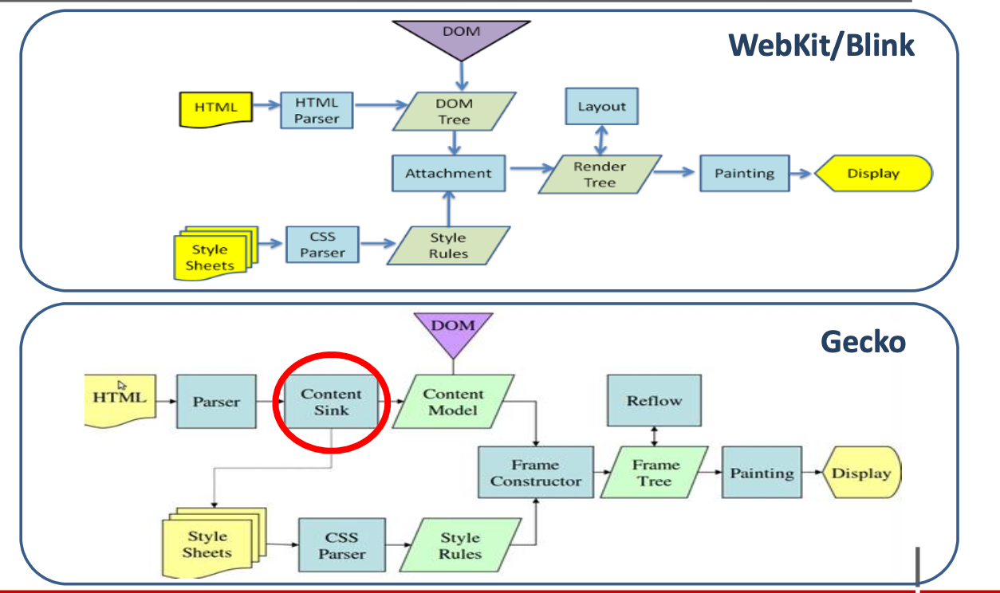 WebKit/Blink
DOM
HTML
HTML
Parser
DOM
Tree
Layout
Attachment
Render
Tree
Painting
Display
Style
Sheets
CSS
Parser
Style
Rules
Gecko
DOM
HTML
Parser
Content
Sink
Content
Model
Reflow
Frame
Constructor
Frame
Tree
Painting
Display
Style
Sheets
CSS
Parser
Style
Rules